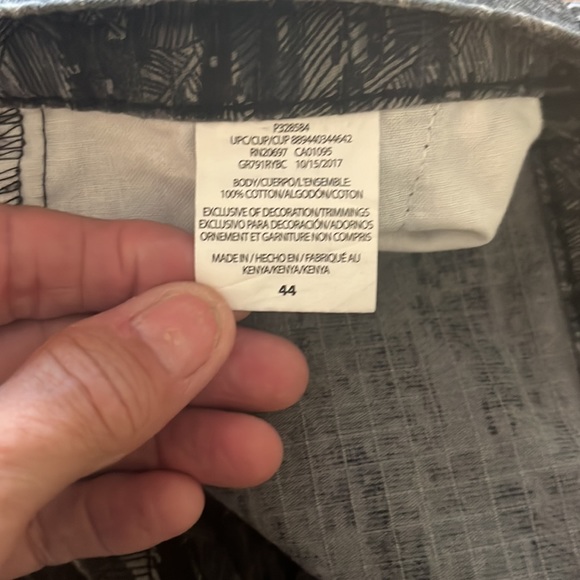 P328584
UPC/CUP/CUP 889440344642
RN20697 CA01095
GR791RYBC 10/15/2017
BODY/CUERPO/L'ENSEMBLE:
100% COTTON/ALGODÓN/COTON
EXCLUSIVE OF DECORATION/TRIMMINGS
EXCLUSIVO PARA DECORACIÓN/ADORNOS
ORNEMENT ET GARNITURE NON COMPRIS
MADE IN / HECHO EN / FABRIQUÉ AU
KENYA/KENYA/KENYA
44